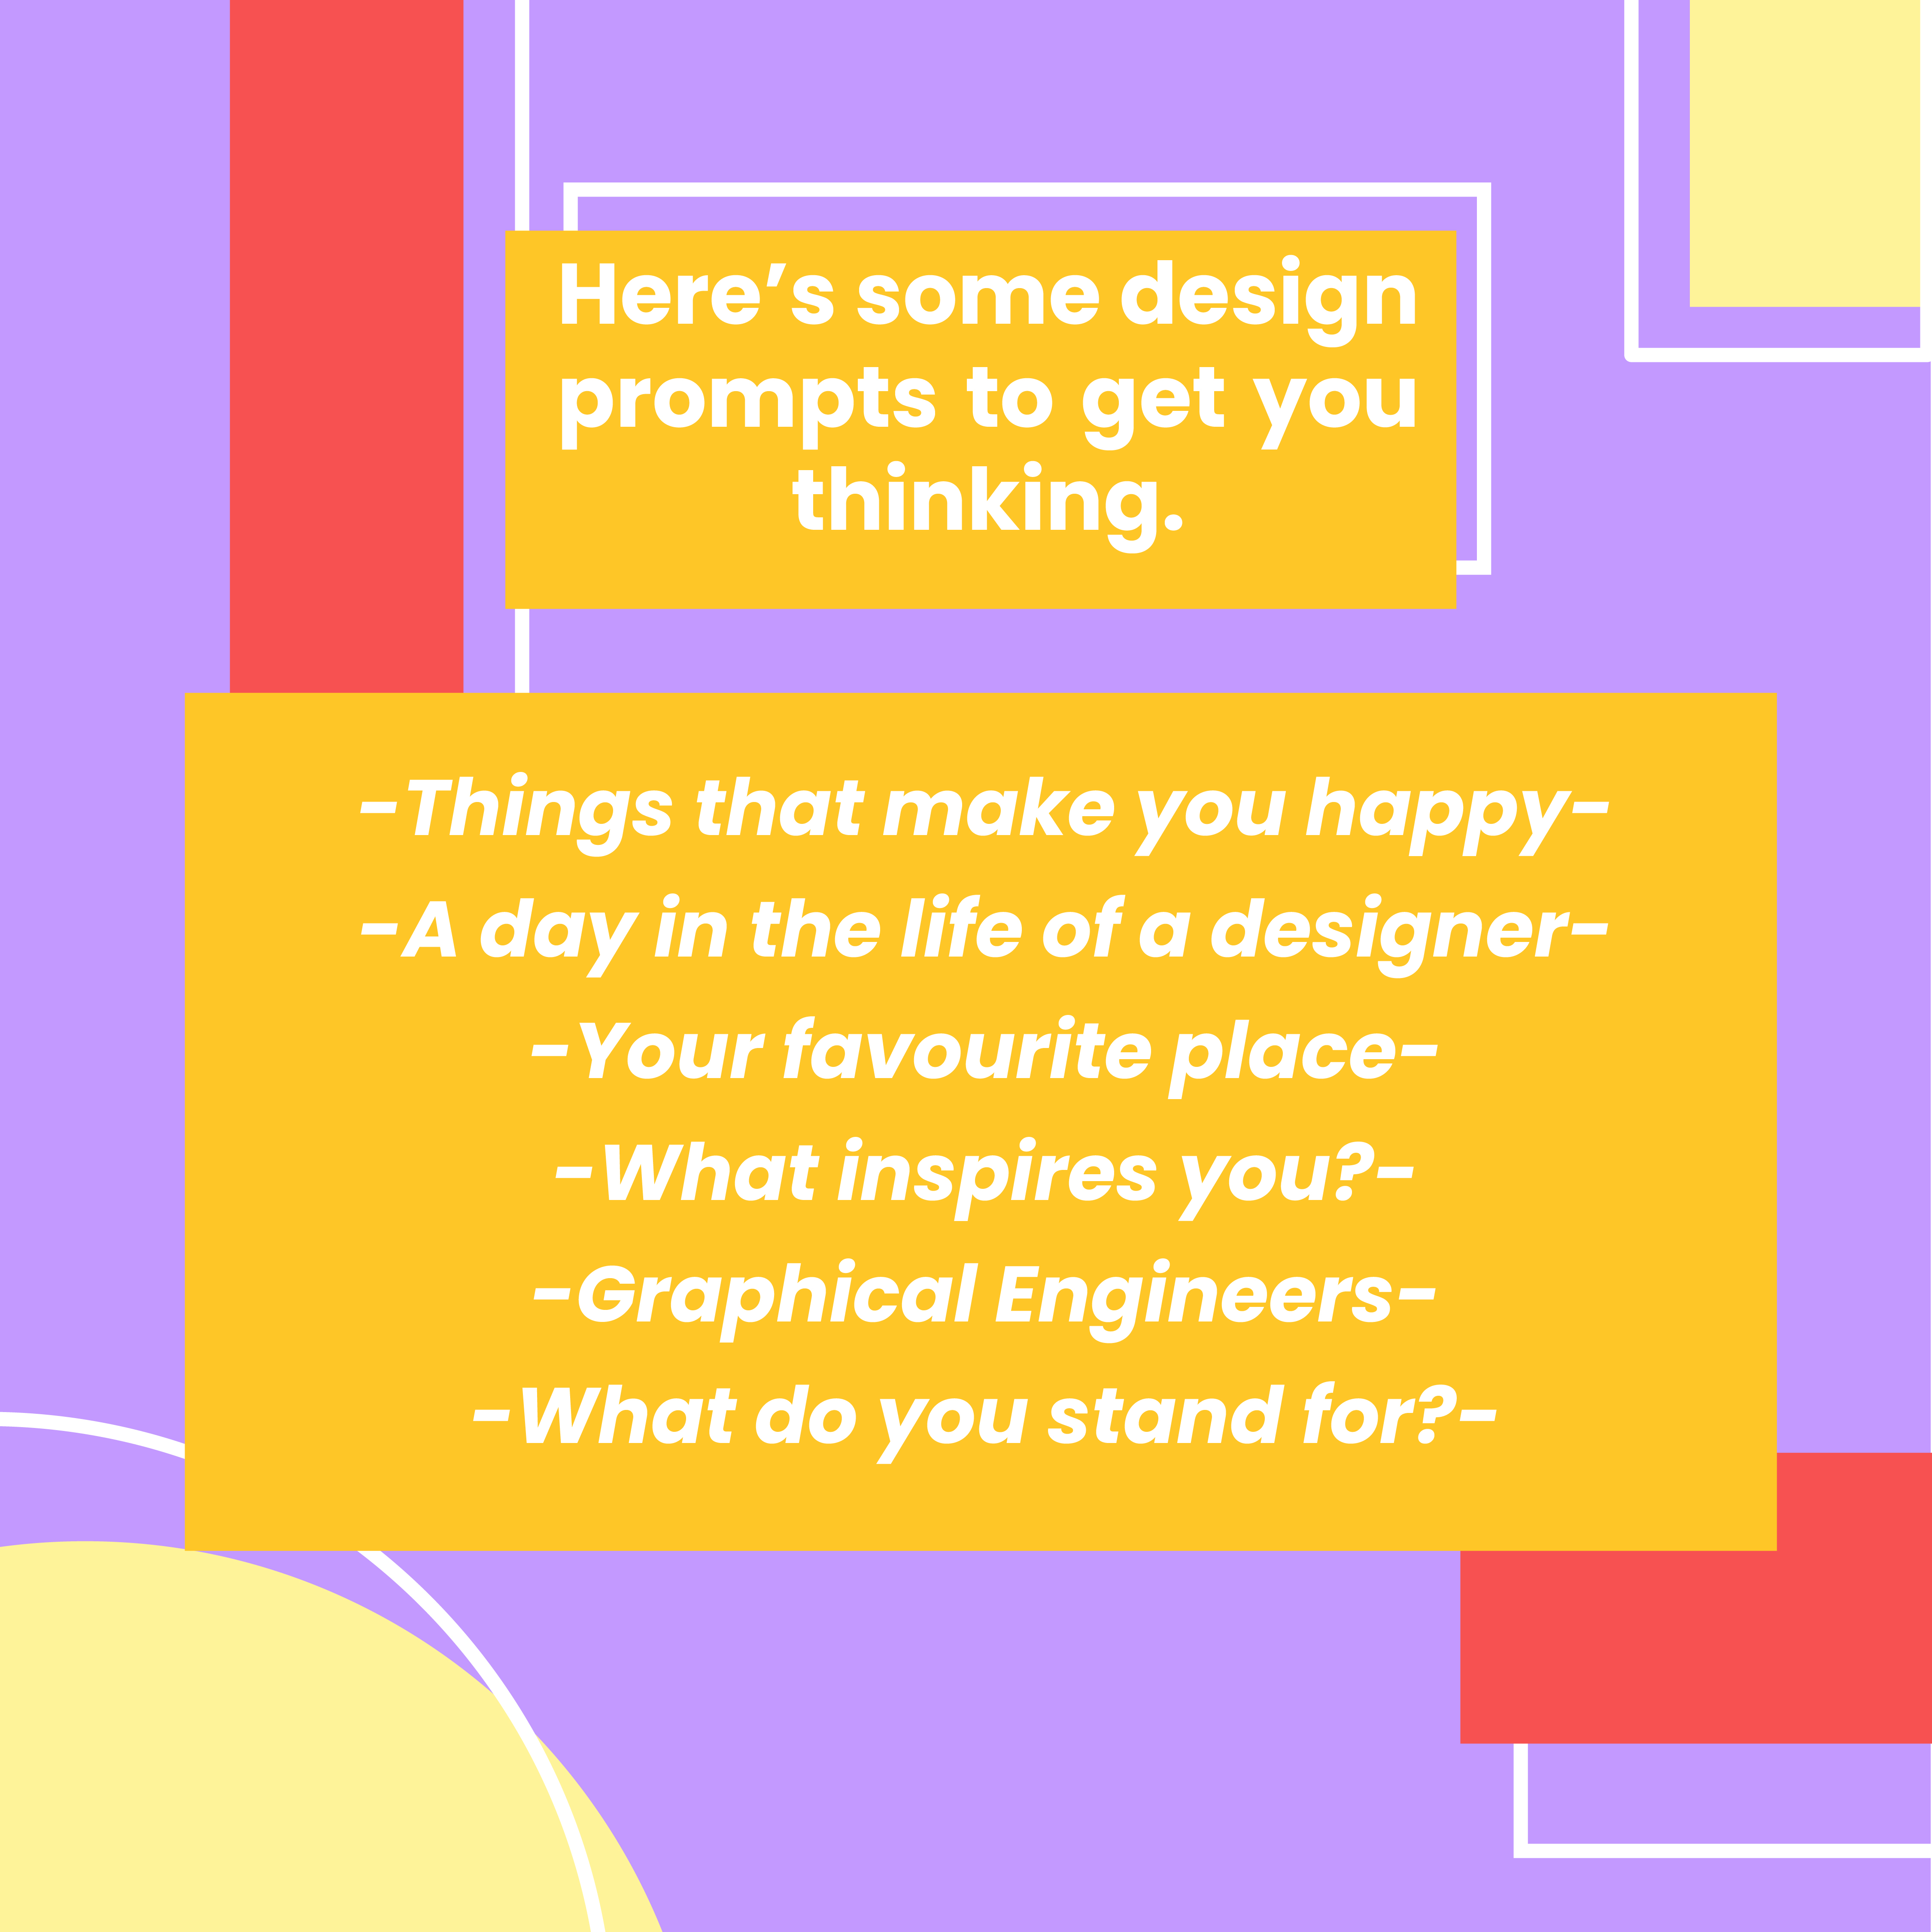 Here's some design
prompts to get you
thinking.
-Things that make you happy-
-A day in the life of a designer-
-Your favourite place-
-What inspires you?-
-Graphical Engineers-
-What do you stand for?-